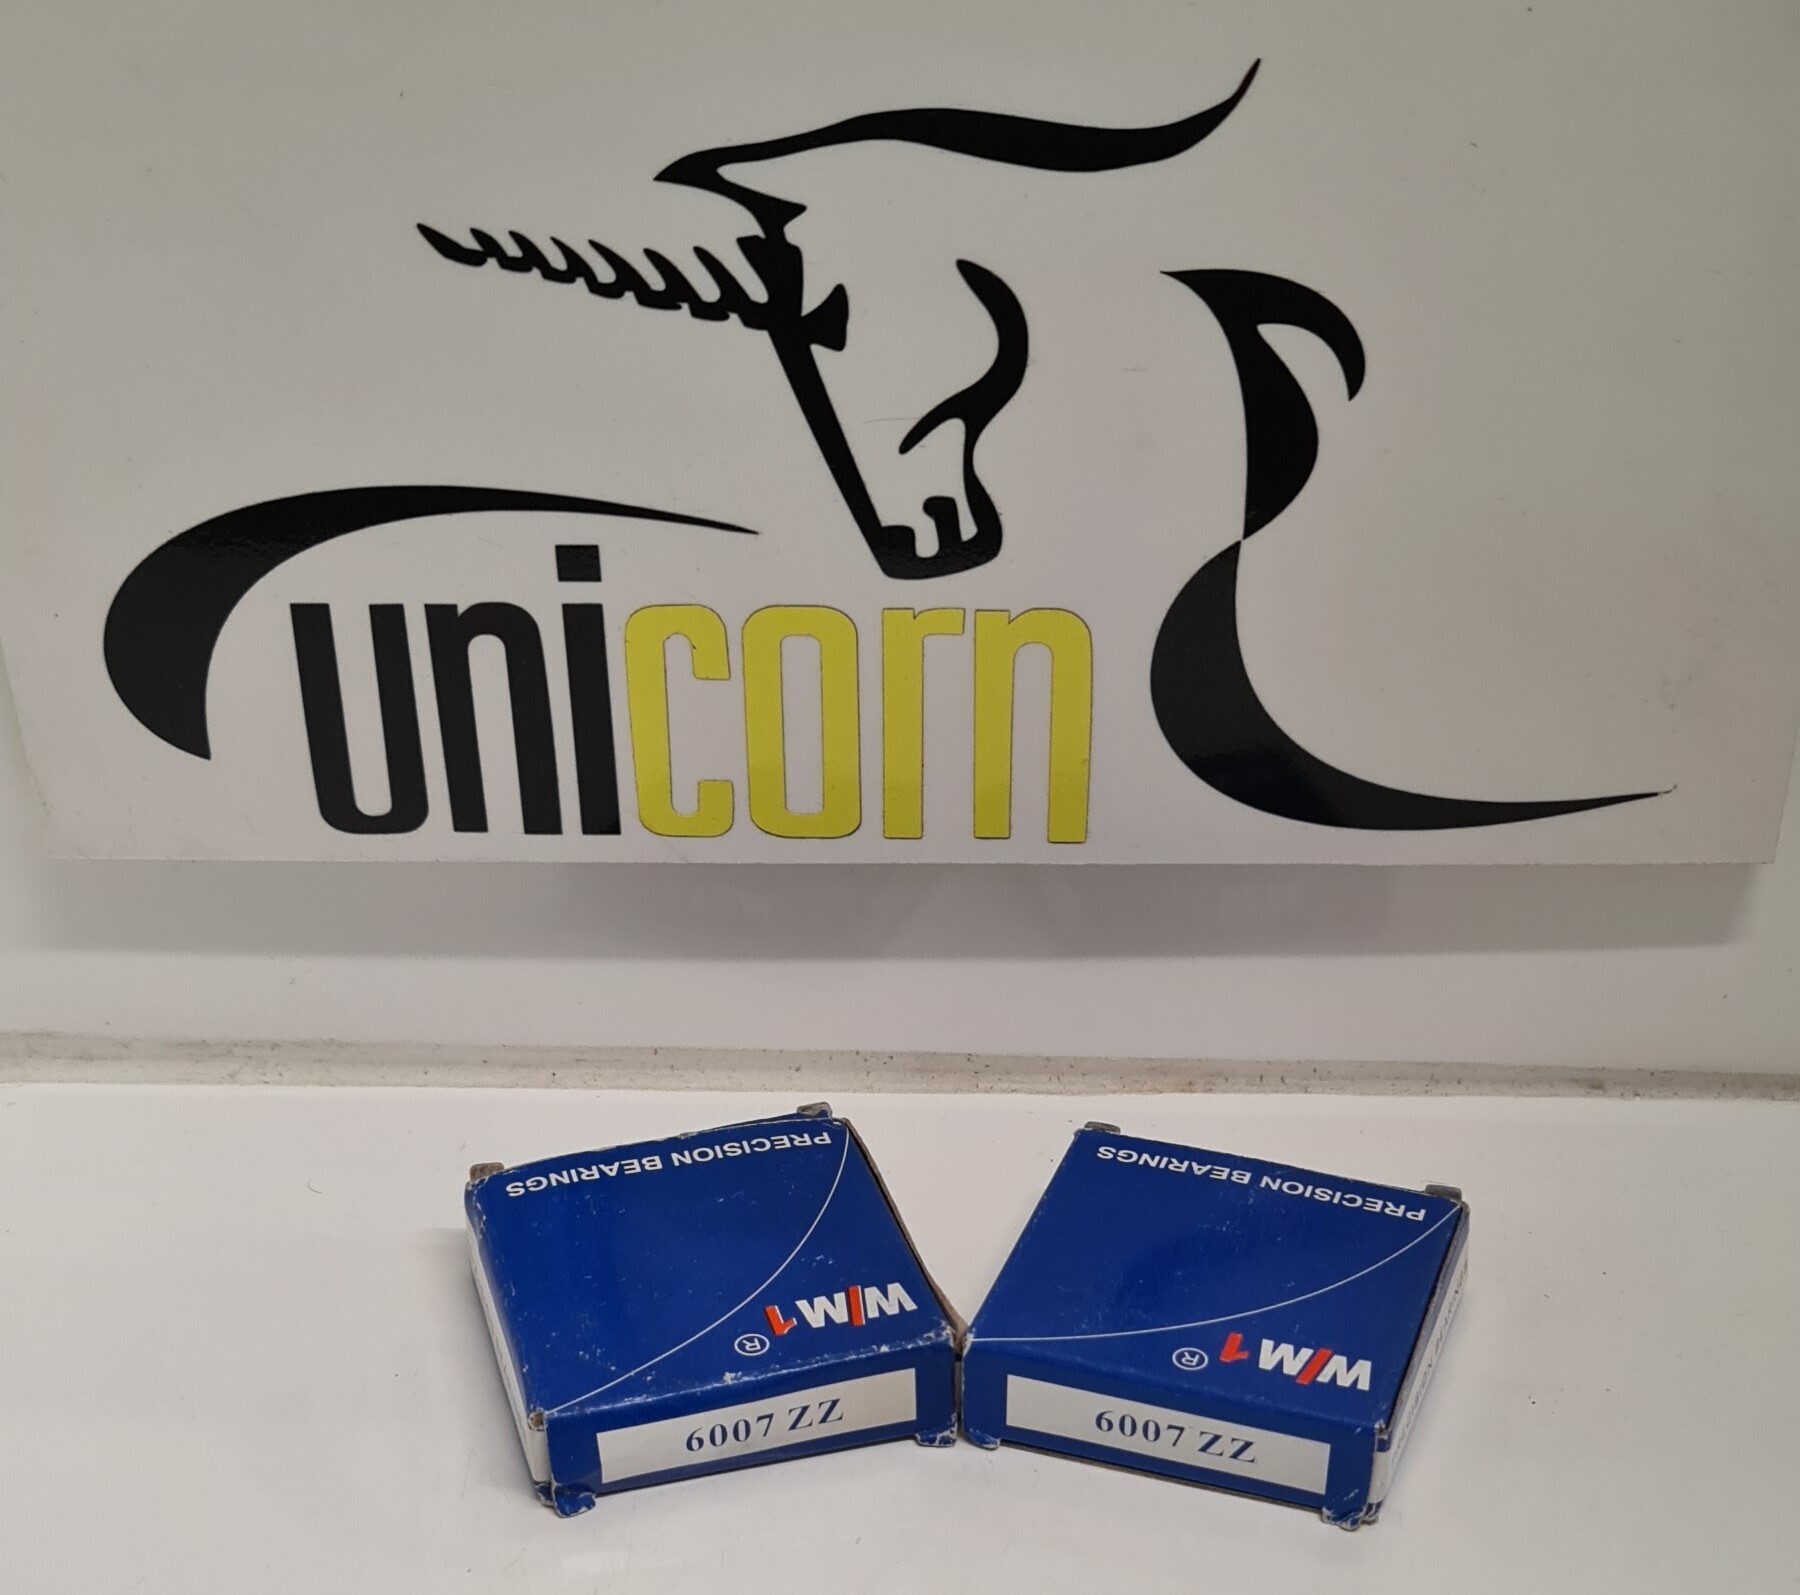 unicorn
PRECISION BEARINGS
W/M1®
6007 ZZ
PRECISION BEARINGS
W/M1®
6007 ZZ